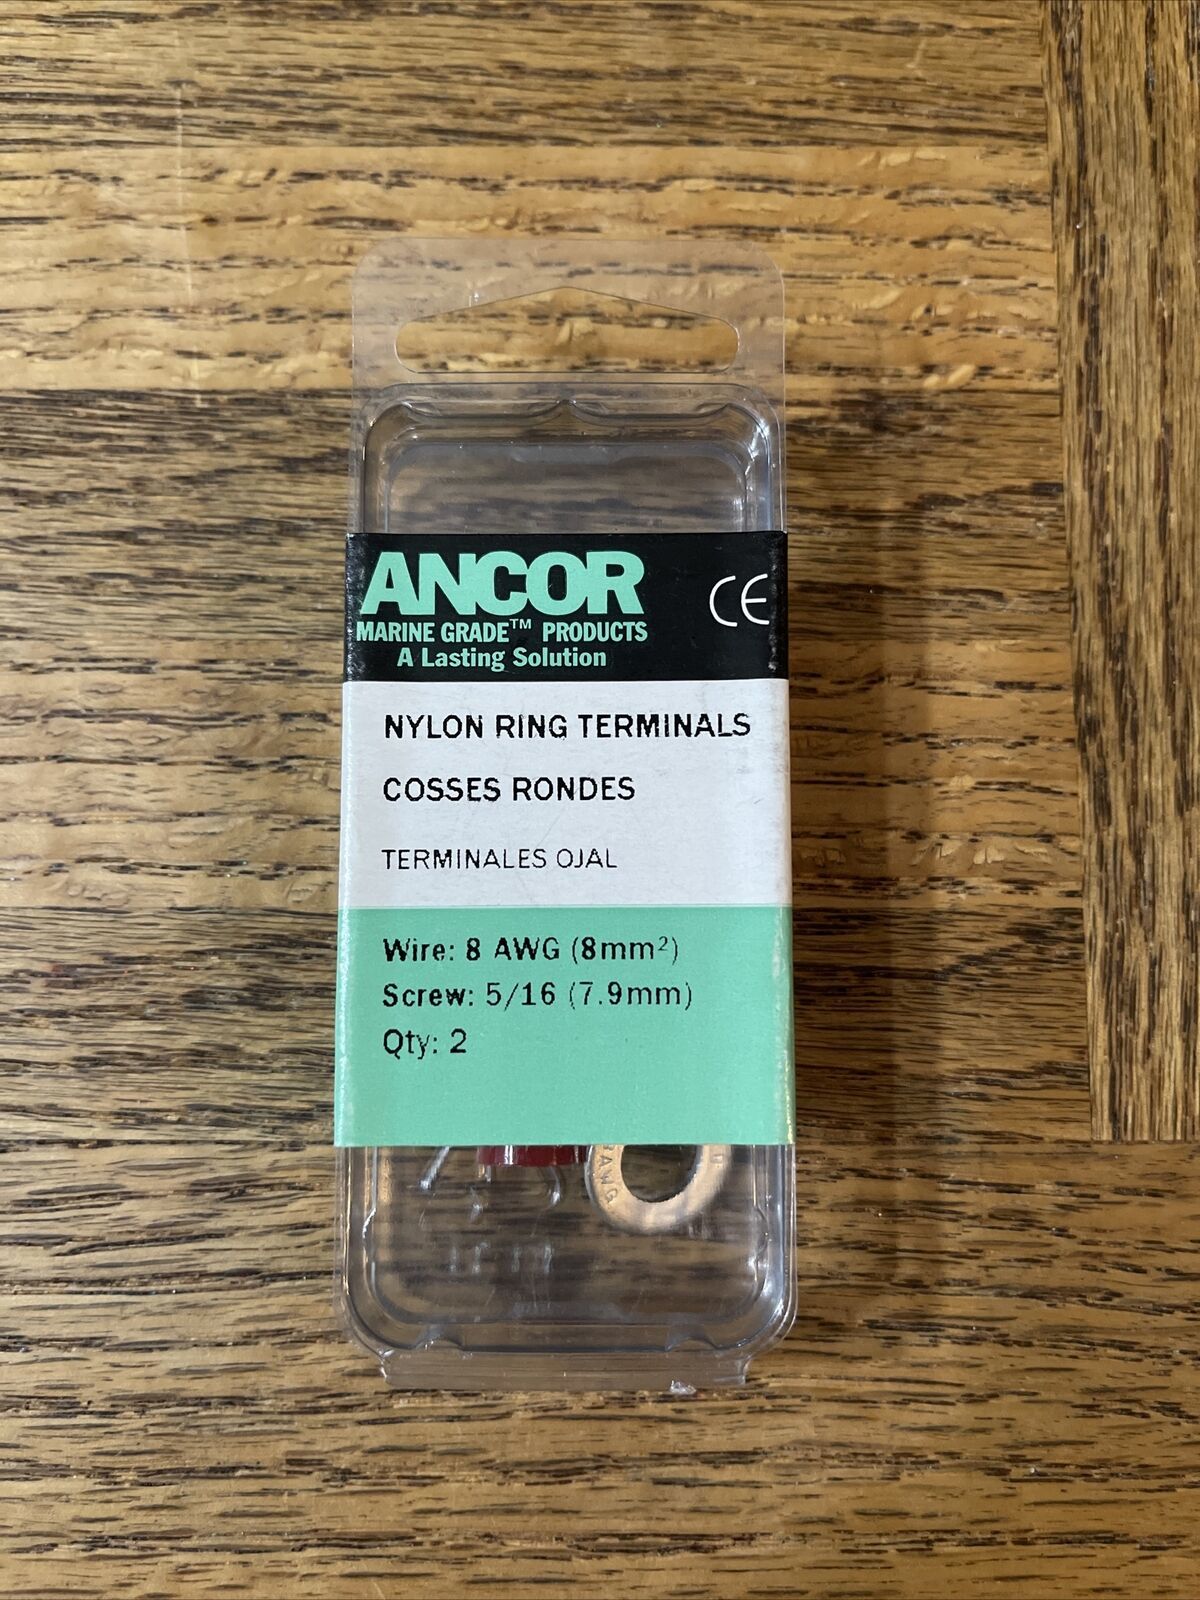 ANCOR
CE
MARINE GRADE™ PRODUCTS
A Lasting Solution
NYLON RING TERMINALS
COSSES RONDES
TERMINALES OJAL
Wire: 8 AWG (8mm²)
Screw: 5/16 (7.9mm)
Qty: 2